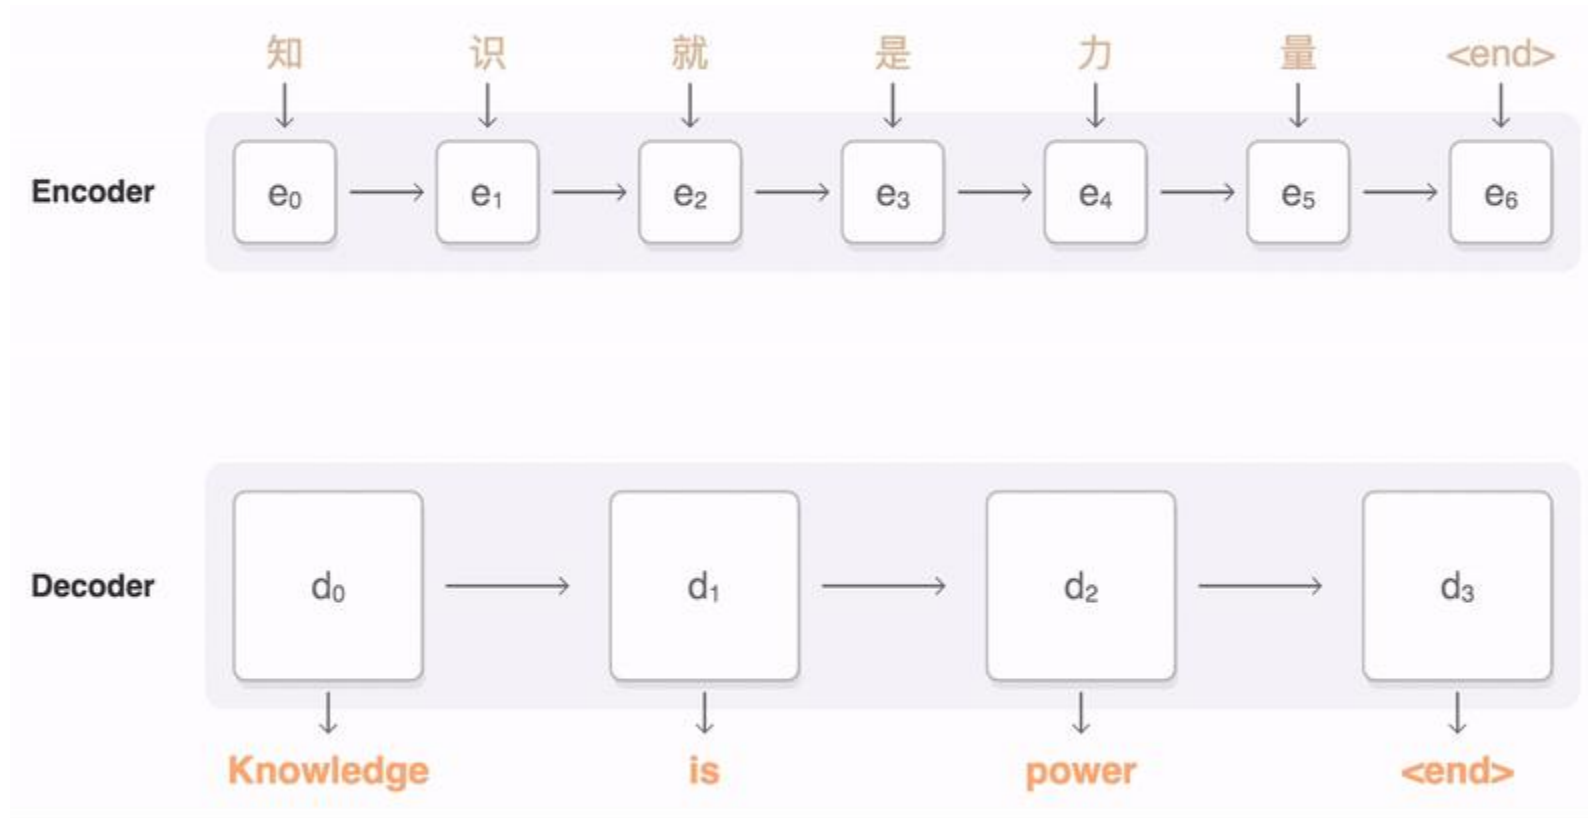 知 识 就 是 力 量 <end>
Encoder e₀ e₁ e₂ e₃ e₄ e₅ e₆
Decoder d₀ d₁ d₂ d₃
Knowledge is power <end>